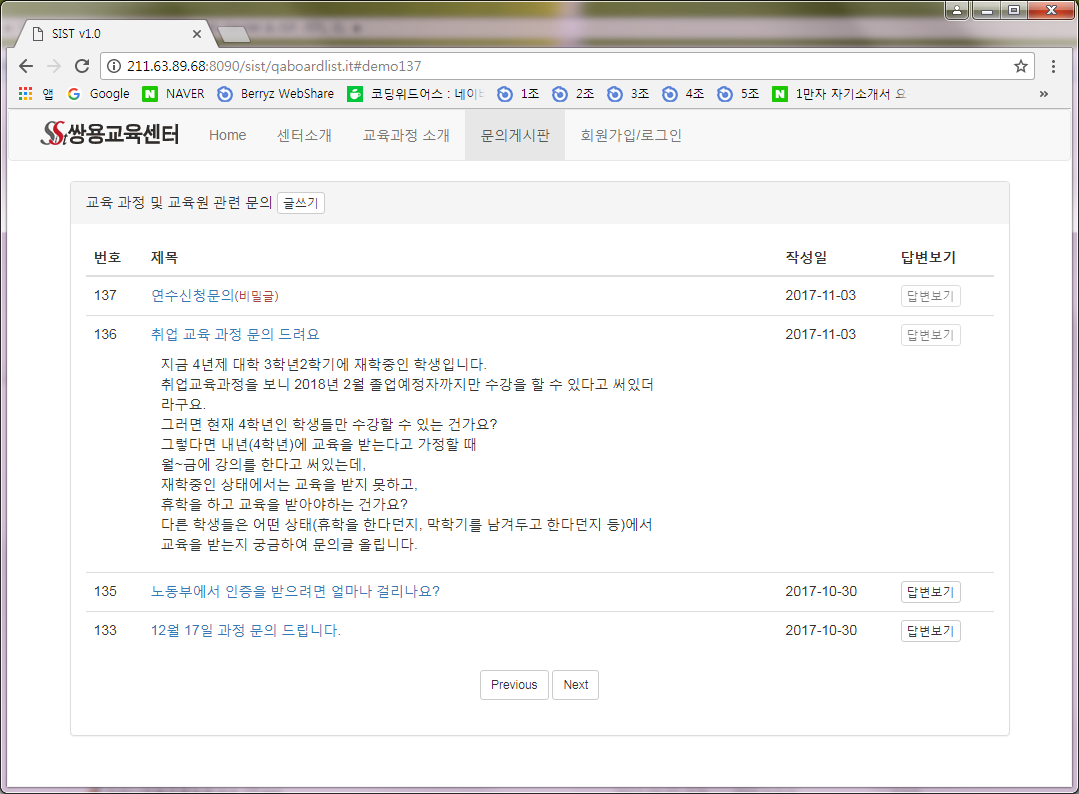 SIST v1.0
211.63.89.68:8090/sist/qaboardlist.it#demo137
앱 Google NAVER Berryz WebShare 코딩위드어스 : 네이 1조 2조 3조 4조 5조 1만자 자기소개서 요 »
SSt쌍용교육센터 Home 센터소개 교육과정 소개 문의게시판 회원가입/로그인
교육 과정 및 교육원 관련 문의 글쓰기
번호 제목 작성일 답변보기
137 연수신청문의(비밀글) 2017-11-03 답변보기
136 취업 교육 과정 문의 드려요 2017-11-03 답변보기
지금 4년제 대학 3학년2학기에 재학중인 학생입니다.
취업교육과정을 보니 2018년 2월 졸업예정자까지만 수강을 할 수 있다고 써있더
라구요.
그러면 현재 4학년인 학생들만 수강할 수 있는 건가요?
그렇다면 내년(4학년)에 교육을 받는다고 가정할 때
월~금에 강의를 한다고 써있는데,
재학중인 상태에서는 교육을 받지 못하고,
휴학을 하고 교육을 받아야하는 건가요?
다른 학생들은 어떤 상태(휴학을 한다던지, 막학기를 남겨두고 한다던지 등)에서
교육을 받는지 궁금하여 문의글 올립니다.
135 노동부에서 인증을 받으려면 얼마나 걸리나요? 2017-10-30 답변보기
133 12월 17일 과정 문의 드립니다. 2017-10-30 답변보기
Previous Next